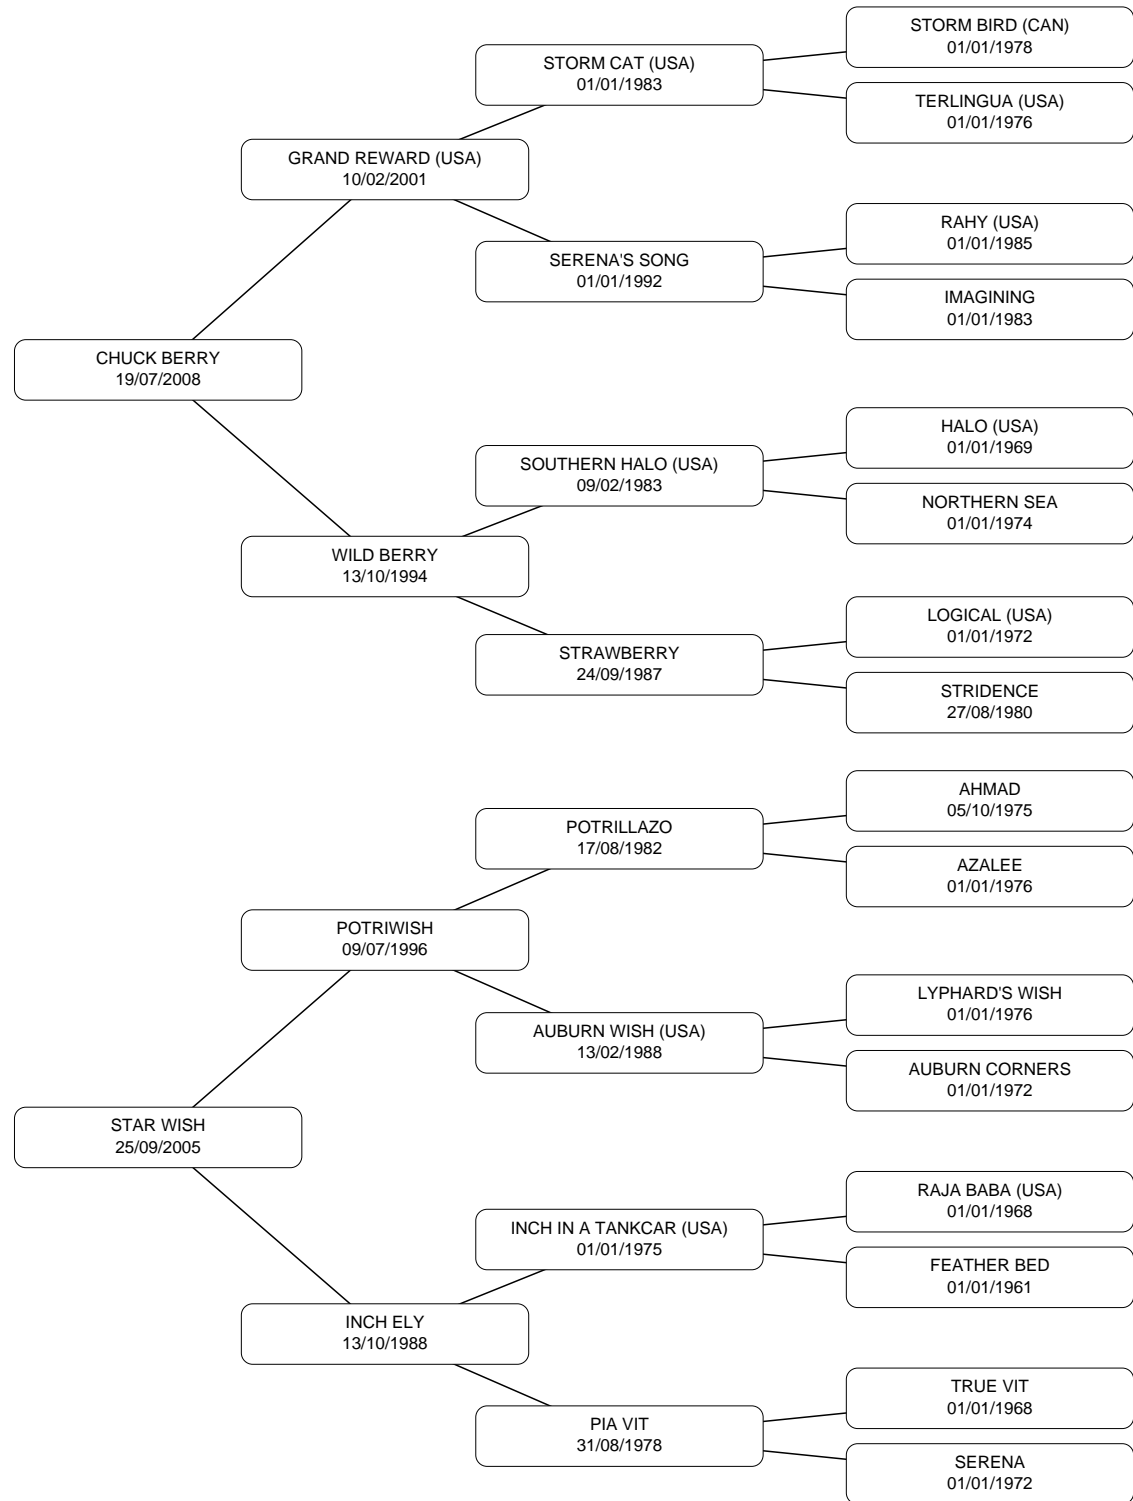 STORM BIRD (CAN)
01/01/1978
STORM CAT (USA)
01/01/1983
TERLINGUA (USA)
01/01/1976
GRAND REWARD (USA)
10/02/2001
RAHY (USA)
01/01/1985
SERENA'S SONG
01/01/1992
IMAGINING
01/01/1983
CHUCK BERRY
19/07/2008
HALO (USA)
01/01/1969
SOUTHERN HALO (USA)
09/02/1983
NORTHERN SEA
01/01/1974
WILD BERRY
13/10/1994
LOGICAL (USA)
01/01/1972
STRAWBERRY
24/09/1987
STRIDENCE
27/08/1980
AHMAD
05/10/1975
POTRILLAZO
17/08/1982
AZALEE
01/01/1976
POTRIWISH
09/07/1996
LYPHARD'S WISH
01/01/1976
AUBURN WISH (USA)
13/02/1988
AUBURN CORNERS
01/01/1972
STAR WISH
25/09/2005
RAJA BABA (USA)
01/01/1968
INCH IN A TANKCAR (USA)
01/01/1975
FEATHER BED
01/01/1961
INCH ELY
13/10/1988
TRUE VIT
01/01/1968
PIA VIT
31/08/1978
SERENA
01/01/1972